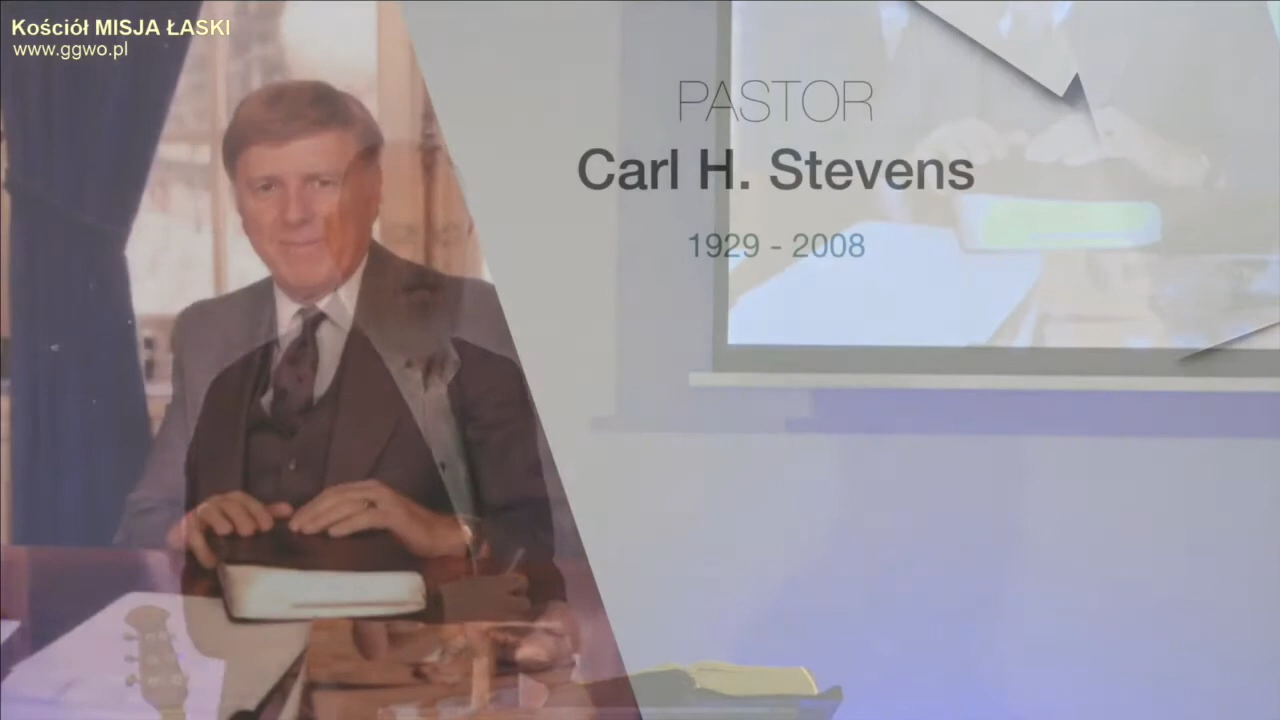 Kościół MISJA ŁASKI
www.ggwo.pl
PASTOR
Carl H. Stevens
1929 - 2008